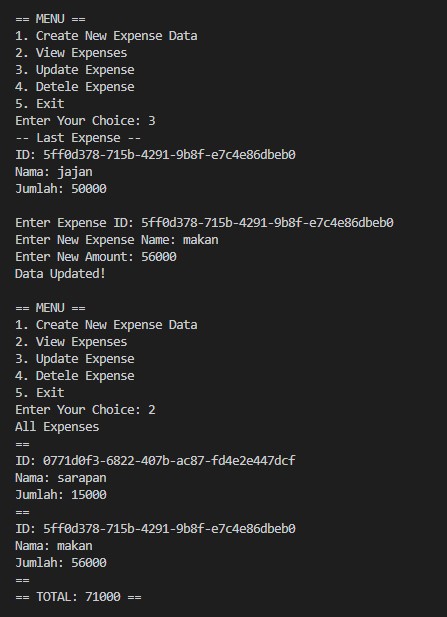 == MENU ==
1. Create New Expense Data
2. View Expenses
3. Update Expense
4. Detele Expense
5. Exit
Enter Your Choice: 3
-- Last Expense --
ID: 5ff0d378-715b-4291-9b8f-e7c4e86dbeb0
Nama: jajan
Jumlah: 50000

Enter Expense ID: 5ff0d378-715b-4291-9b8f-e7c4e86dbeb0
Enter New Expense Name: makan
Enter New Amount: 56000
Data Updated!

== MENU ==
1. Create New Expense Data
2. View Expenses
3. Update Expense
4. Detele Expense
5. Exit
Enter Your Choice: 2
All Expenses
==
ID: 0771d0f3-6822-407b-ac87-fd4e2e447dcf
Nama: sarapan
Jumlah: 15000
==
ID: 5ff0d378-715b-4291-9b8f-e7c4e86dbeb0
Nama: makan
Jumlah: 56000
==
== TOTAL: 71000 ==